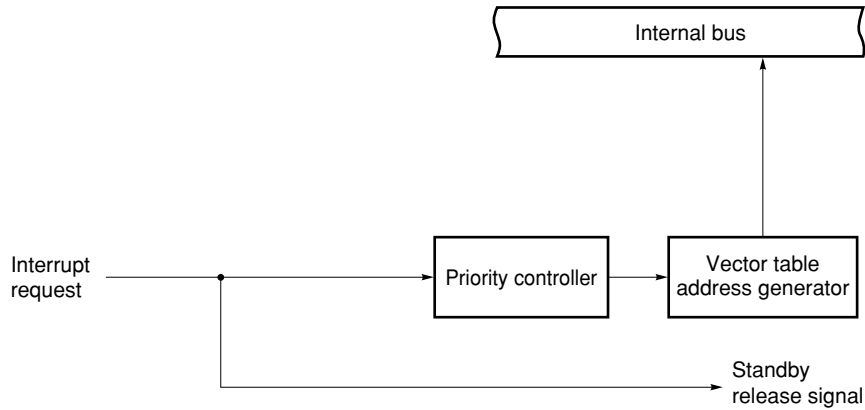 Internal bus
Interrupt
request
Priority controller
Vector table
address generator
Standby
release signal